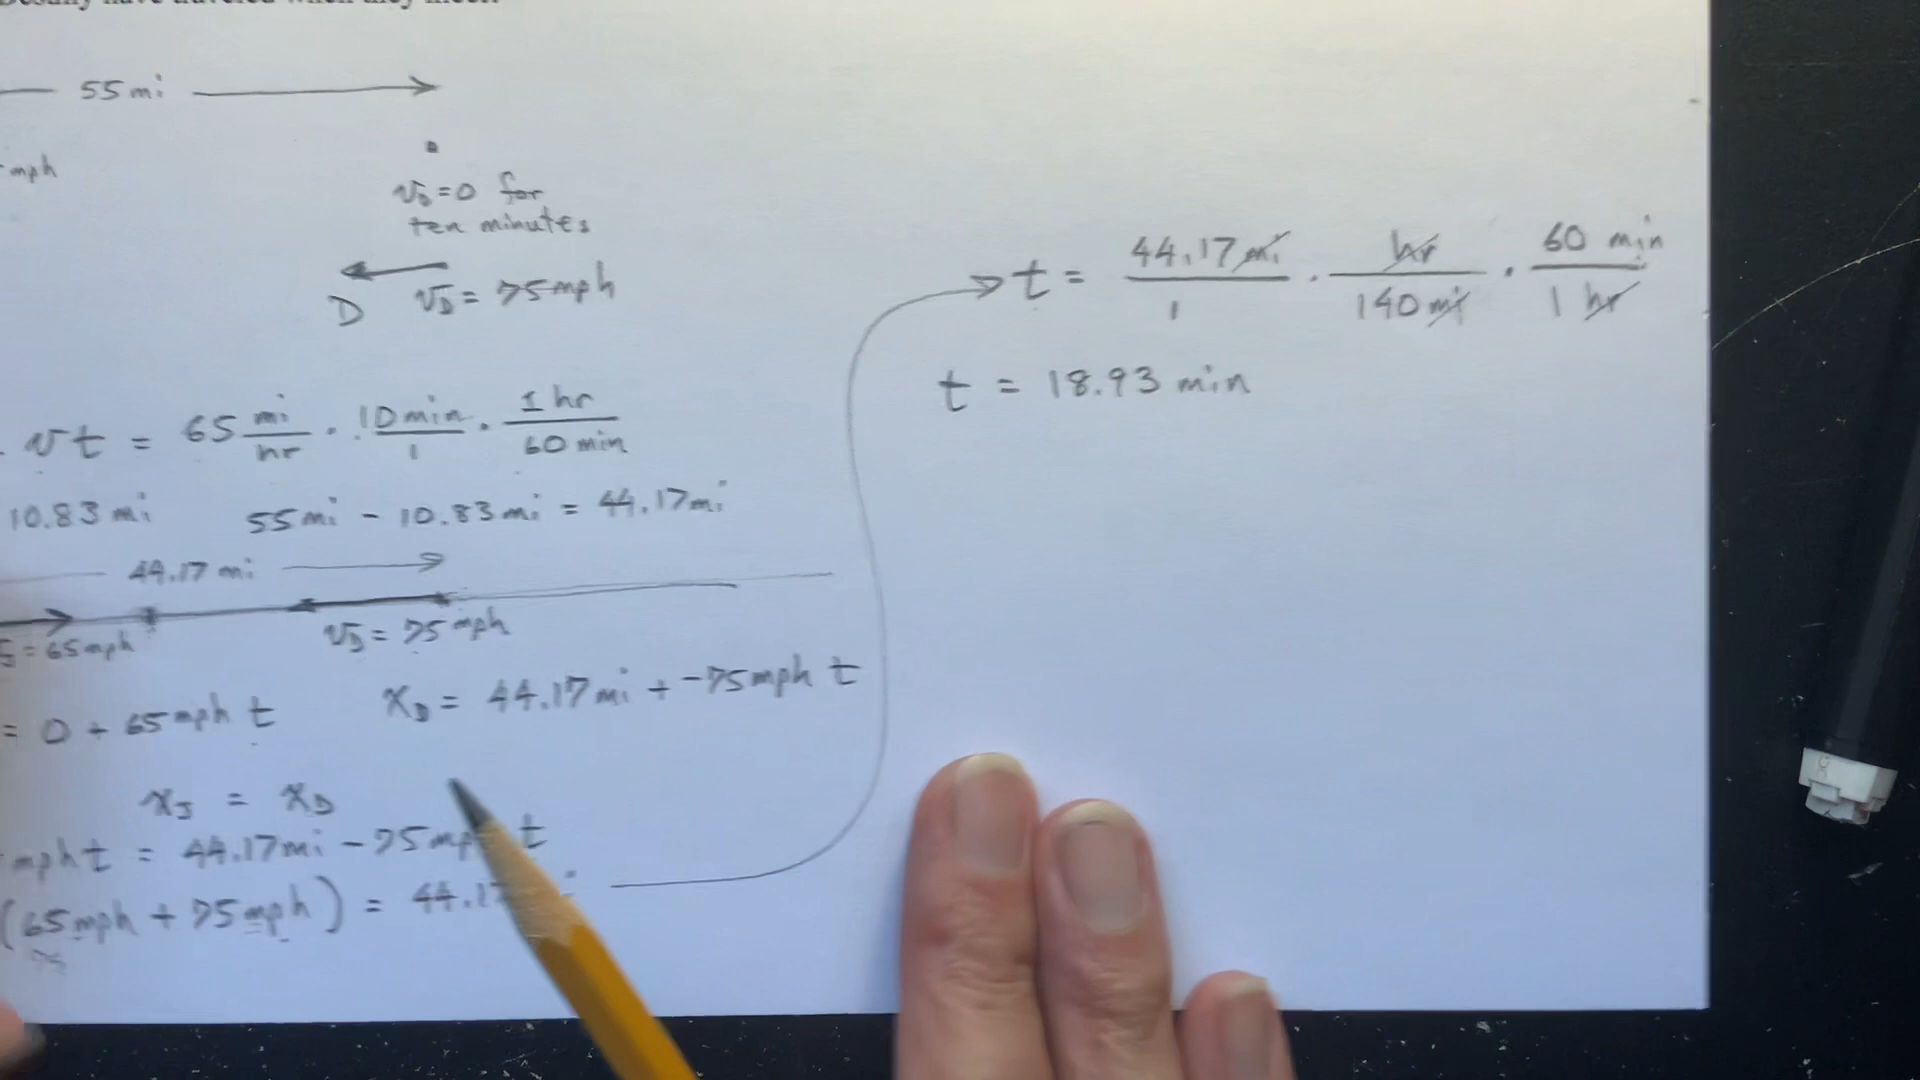 55 mi
mph
v_D = 0 for
ten minutes
D v_D = 75 mph
vt = 65 mi/hr · 10 min/1 · 1 hr/60 min
10.83 mi 55 mi - 10.83 mi = 44.17 mi
44.17 mi
= 65 mph v_D = 75 mph
= 0 + 65 mph t x_D = 44.17 mi + -75 mph t
x_J = x_D
mph t = 44.17 mi - 75 mph t
(65 mph + 75 mph) = 44.17
t = 44.17 mi/1 · hr/140 mi · 60 min/1 hr
t = 18.93 min